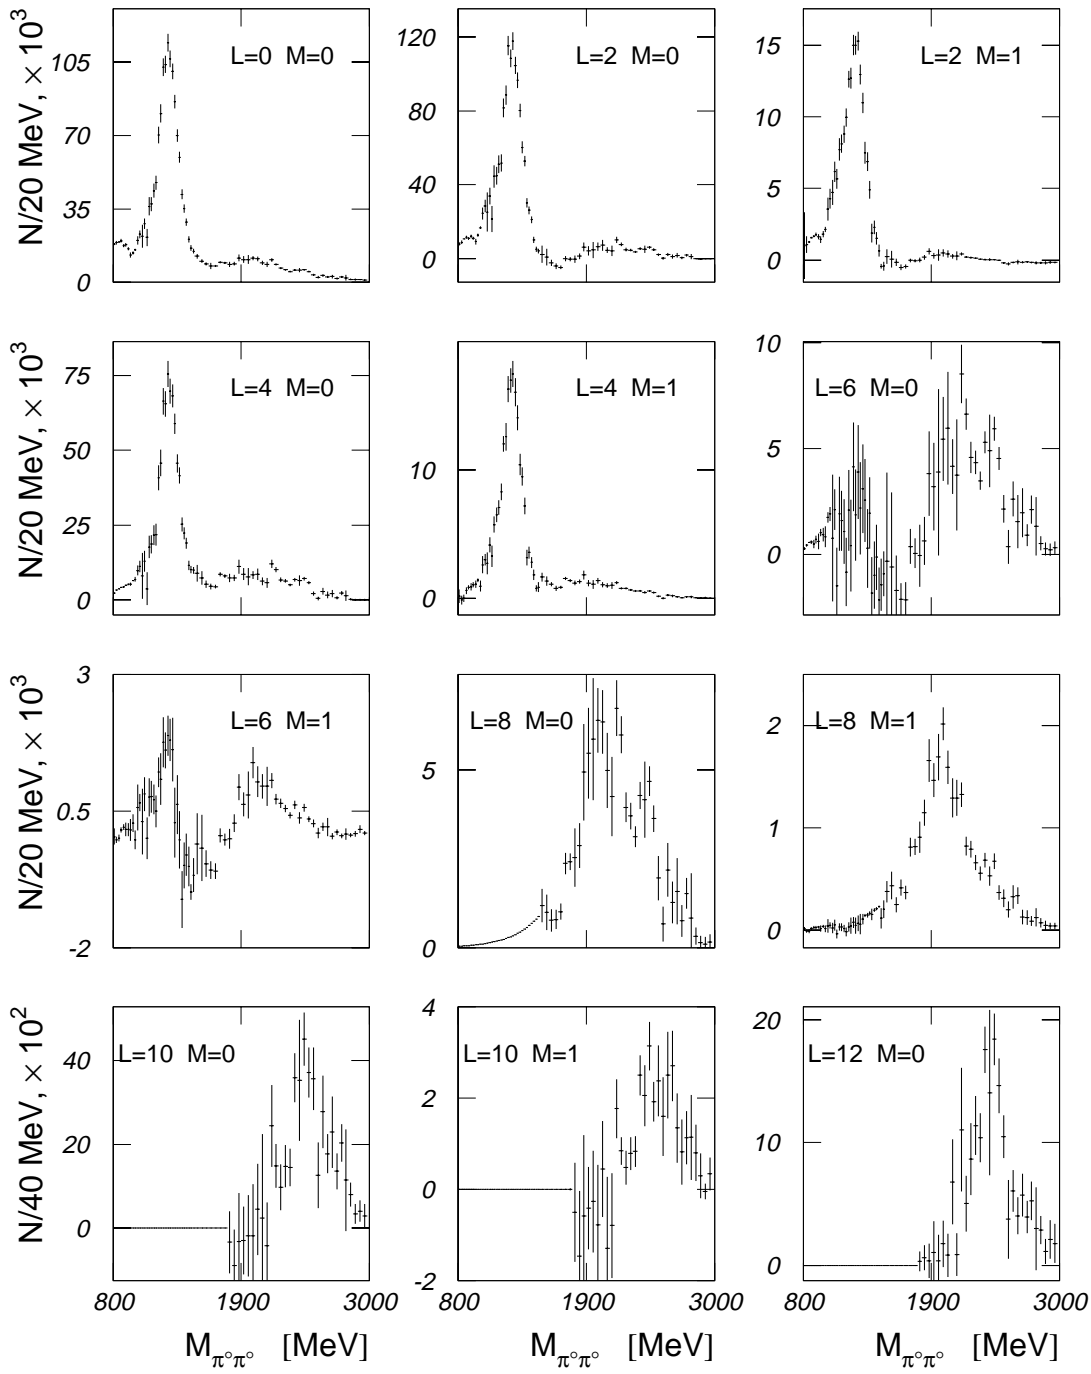 N/20 MeV, × 10³
105
70
35
0
L=0 M=0
120
80
40
0
L=2 M=0
15
10
5
0
L=2 M=1
N/20 MeV, × 10³
75
50
25
0
L=4 M=0
10
0
L=4 M=1
10
5
0
L=6 M=0
N/20 MeV, × 10³
3
0.5
-2
L=6 M=1
5
0
L=8 M=0
2
1
0
L=8 M=1
N/40 MeV, × 10²
40
20
0
L=10 M=0
4
2
0
-2
L=10 M=1
20
10
0
L=12 M=0
800 1900 3000
800 1900 3000
800 1900 3000
M_π°π° [MeV]
M_π°π° [MeV]
M_π°π° [MeV]